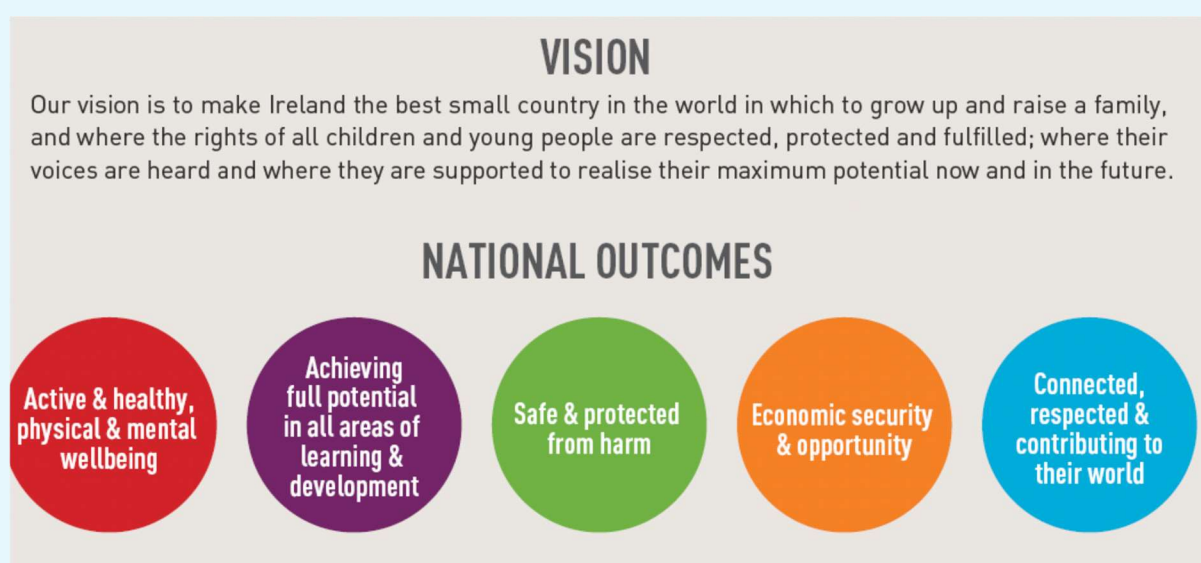 VISION
Our vision is to make Ireland the best small country in the world in which to grow up and raise a family,
and where the rights of all children and young people are respected, protected and fulfilled; where their
voices are heard and where they are supported to realise their maximum potential now and in the future.
NATIONAL OUTCOMES
Active & healthy,
physical & mental
wellbeing
Achieving
full potential
in all areas of
learning &
development
Safe & protected
from harm
Economic security
& opportunity
Connected,
respected &
contributing to
their world